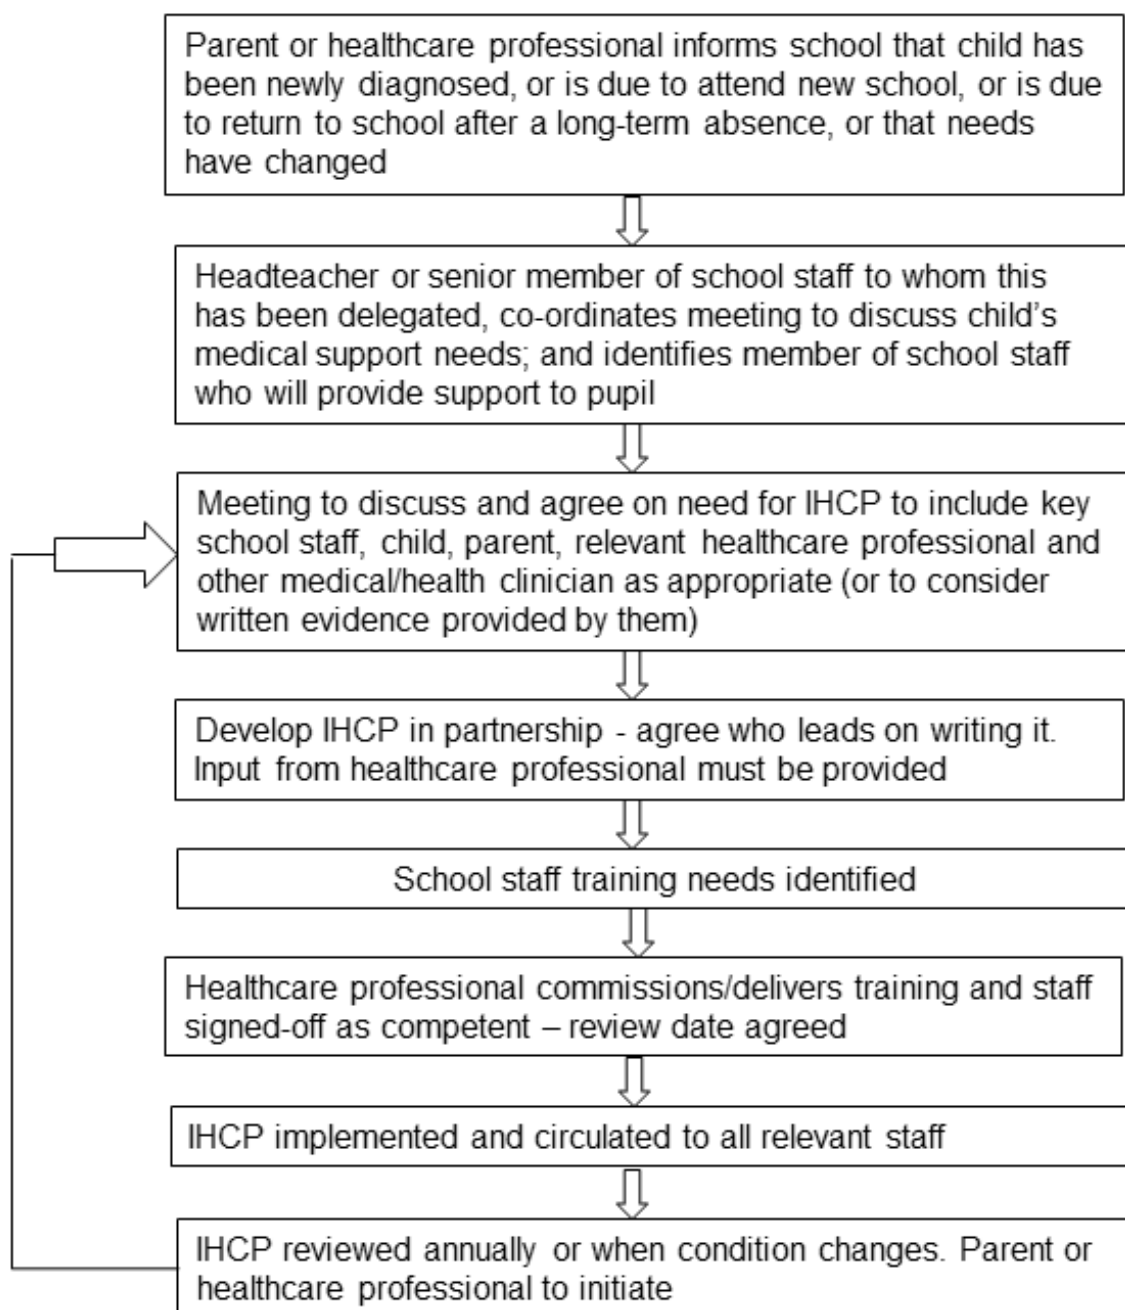 Parent or healthcare professional informs school that child has
been newly diagnosed, or is due to attend new school, or is due
to return to school after a long-term absence, or that needs
have changed
Headteacher or senior member of school staff to whom this
has been delegated, co-ordinates meeting to discuss child’s
medical support needs; and identifies member of school staff
who will provide support to pupil
Meeting to discuss and agree on need for IHCP to include key
school staff, child, parent, relevant healthcare professional and
other medical/health clinician as appropriate (or to consider
written evidence provided by them)
Develop IHCP in partnership - agree who leads on writing it.
Input from healthcare professional must be provided
School staff training needs identified
Healthcare professional commissions/delivers training and staff
signed-off as competent – review date agreed
IHCP implemented and circulated to all relevant staff
IHCP reviewed annually or when condition changes. Parent or
healthcare professional to initiate